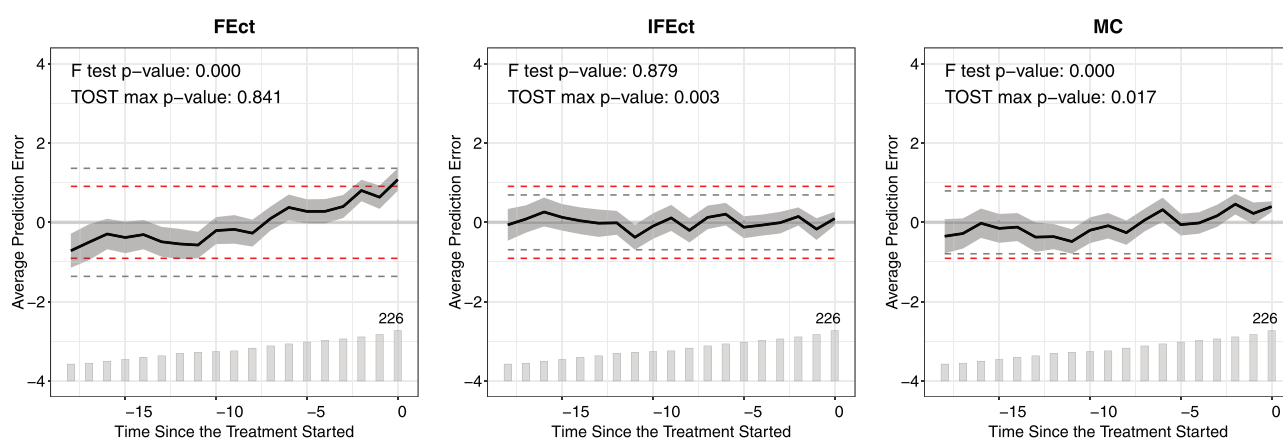 FEct
F test p−value: 0.000
TOST max p−value: 0.841
Average Prediction Error
4
2
0
−2
−4
226
−15
−10
−5
0
Time Since the Treatment Started
IFEct
F test p−value: 0.879
TOST max p−value: 0.003
Average Prediction Error
4
2
0
−2
−4
226
−15
−10
−5
0
Time Since the Treatment Started
MC
F test p−value: 0.000
TOST max p−value: 0.017
Average Prediction Error
4
2
0
−2
−4
226
−15
−10
−5
0
Time Since the Treatment Started